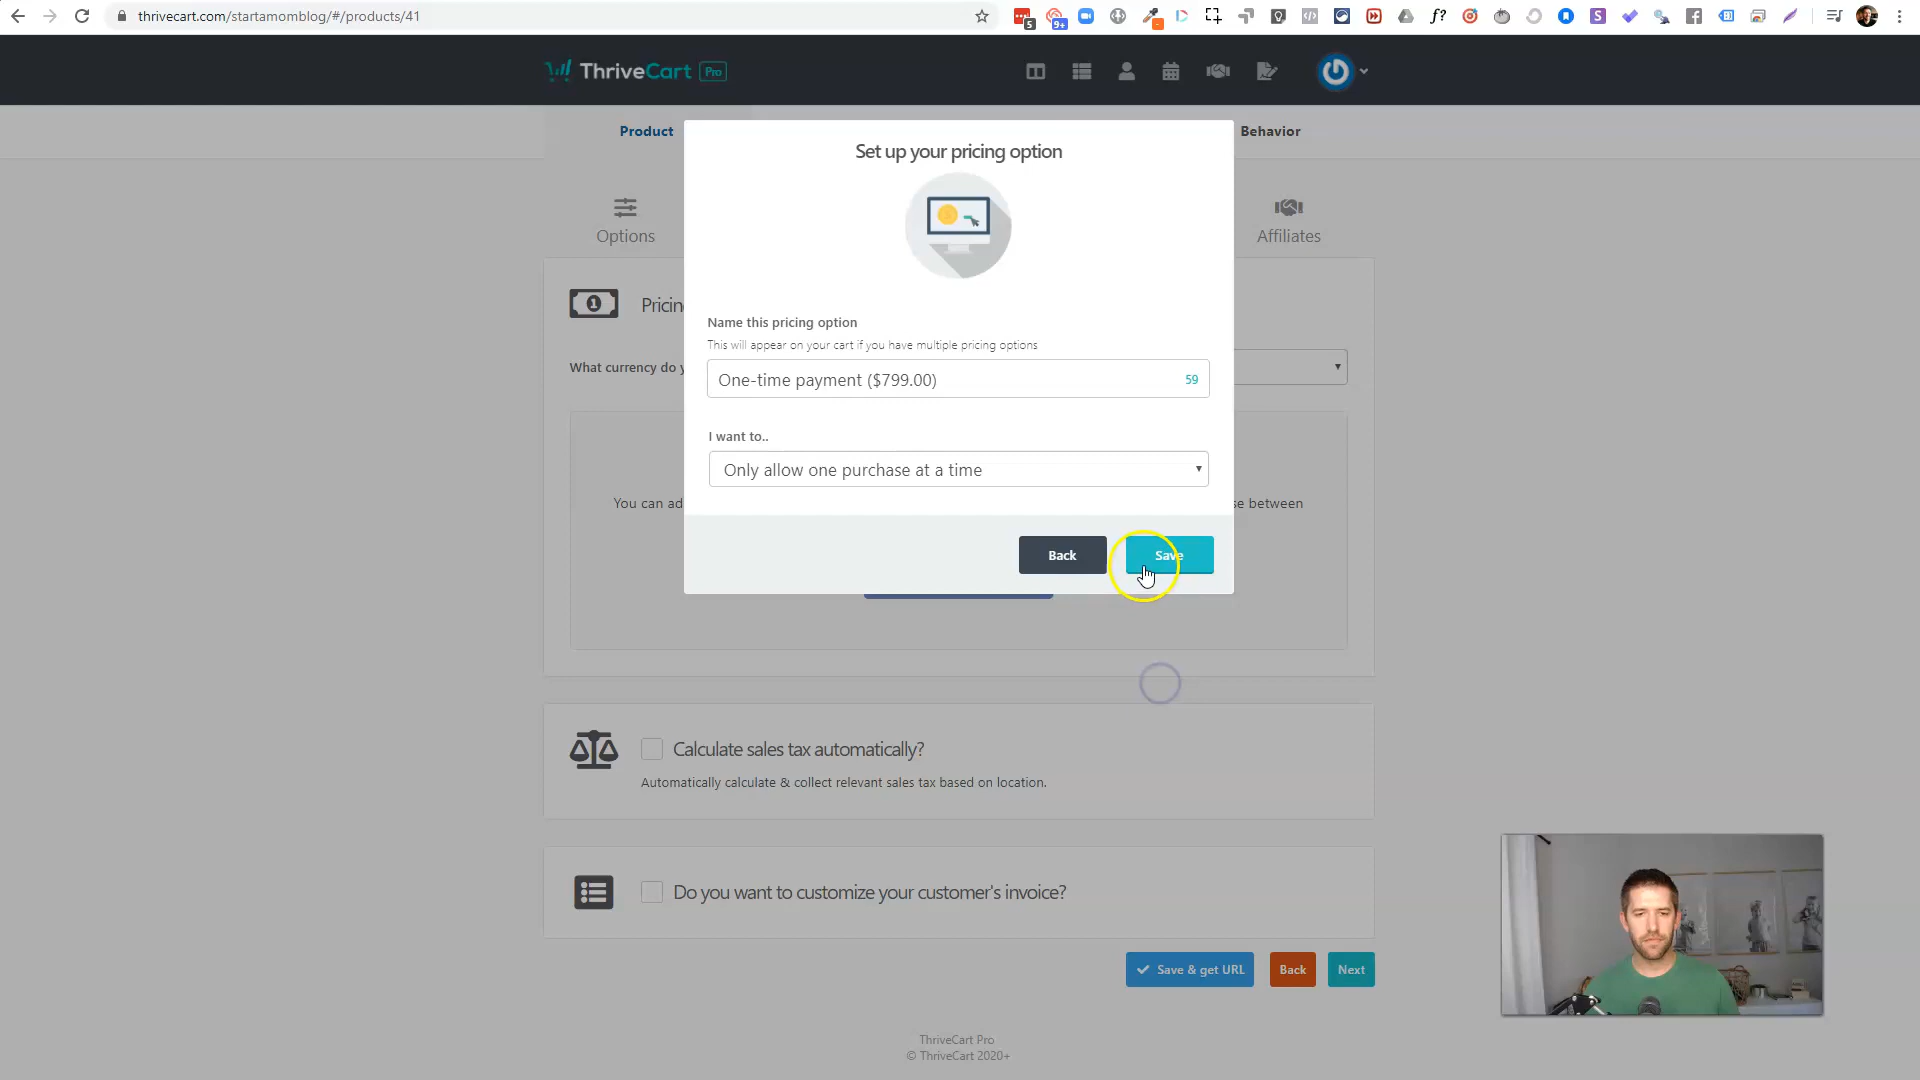 thrivecart.com/startamomblog/#/products/41
5
9+
f?
S
ThriveCart Pro
Product
Behavior
Set up your pricing option
Options
Affiliates
1
Pricin
Name this pricing option
This will appear on your cart if you have multiple pricing options
What currency do y
One-time payment ($799.00)
59
I want to..
Only allow one purchase at a time
You can ad
se between
Back
Save
Calculate sales tax automatically?
Automatically calculate & collect relevant sales tax based on location.
Do you want to customize your customer's invoice?
Save & get URL
Back
Next
ThriveCart Pro
© ThriveCart 2020+